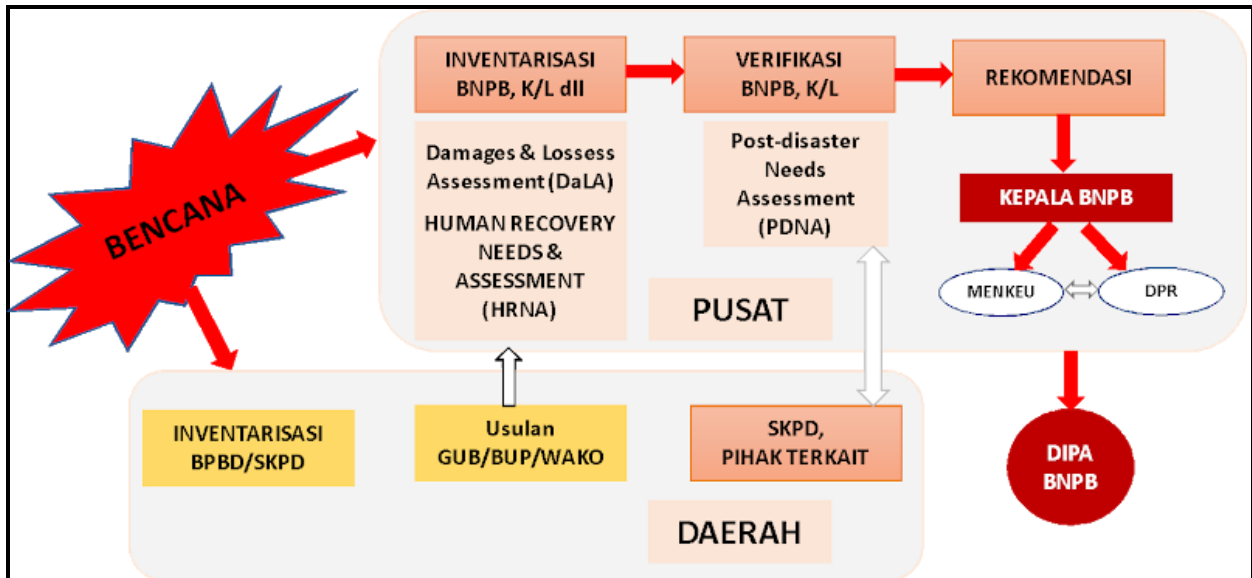 BENCANA
INVENTARISASI
BNPB, K/L dll
VERIFIKASI
BNPB, K/L
REKOMENDASI
Damages & Lossess
Assessment (DaLA)
HUMAN RECOVERY
NEEDS &
ASSESSMENT
(HRNA)
Post-disaster
Needs
Assessment
(PDNA)
KEPALA BNPB
MENKEU
DPR
PUSAT
INVENTARISASI
BPBD/SKPD
Usulan
GUB/BUP/WAKO
SKPD,
PIHAK TERKAIT
DAERAH
DIPA
BNPB